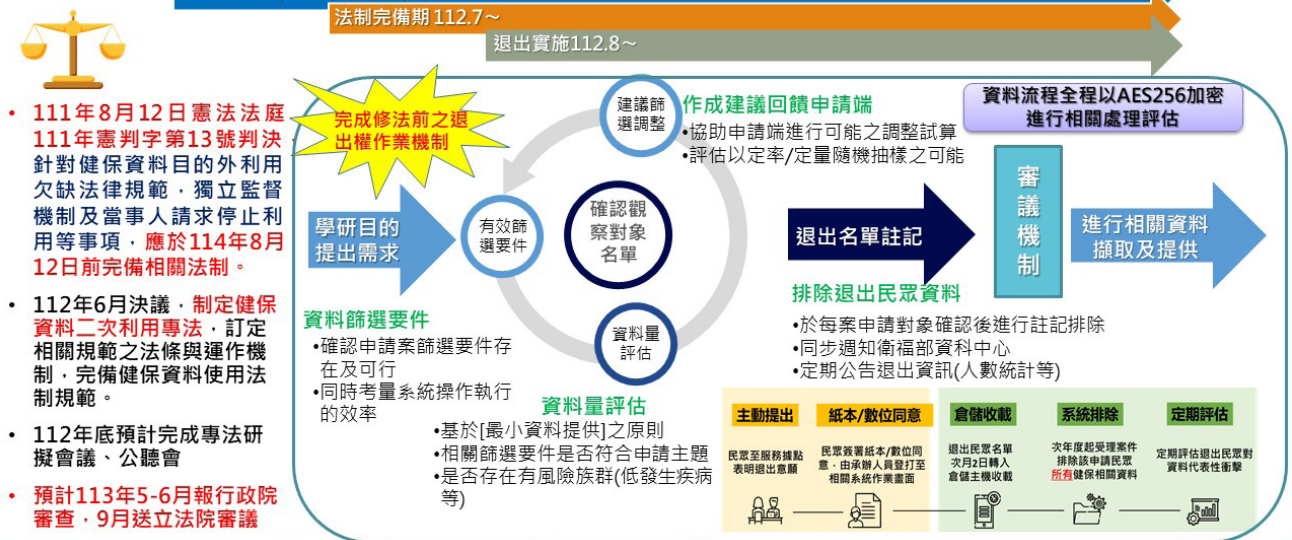 法制完備期 112.7~
退出實施112.8~
• 111年8月12日憲法法庭
111年憲判字第13號判決，
針對健保資料目的外利用
欠缺法律規範，獨立監督
機制及當事人請求停止利
用等事項，應於114年8月
12日前完備相關法制。
• 112年6月決議，制定健保
資料二次利用專法，訂定
相關規範之法條與運作機
制，完備健保資料使用法
制規範。
• 112年底預計完成專法研
擬會議、公聽會
• 預計113年5-6月報行政院
審查，9月送立法院審議
完成修法前之退
出權作業機制
學研目的
提出需求
有效篩
選要件
建議篩
選調整
確認觀
察對象
名單
資料量
評估
作成建議回饋申請端
•協助申請端進行可能之調整試算
•評估以定率/定量隨機抽樣之可能
資料流程全程以AES256加密
進行相關處理評估
退出名單註記
審議機制
進行相關資料
擷取及提供
資料篩選要件
•確認申請案篩選要件存
在及可行
•同時考量系統操作執行
的效率
資料量評估
•基於[最小資料提供]之原則
•相關篩選要件是否符合申請主題
•是否存在有風險族群(低發生疾病
等)
排除退出民眾資料
•於每案申請對象確認後進行註記排除
•同步週知衛福部資科中心
•定期公告退出資訊(人數統計等)
主動提出
民眾至服務據點
表明退出意願
紙本/數位同意
民眾簽署紙本/數位同
意，由承辦人員登打至
相關系統作業畫面
倉儲收載
退出民眾名單
次月2日轉入
倉儲主機收載
系統排除
次年度起受理案件
排除該申請民眾
所有健保相關資料
定期評估
定期評估退出民眾對
資料代表性衝擊